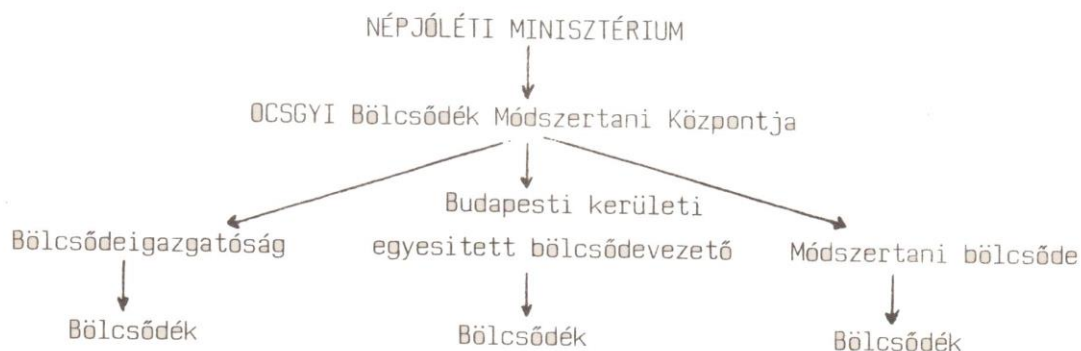 NÉPJÓLÉTI MINISZTÉRIUM
OCSGYI Bölcsődék Módszertani Központja
Budapesti kerületi
Bölcsődeigazgatóság egyesitett bölcsődevezető Módszertani bölcsőde
Bölcsődék Bölcsődék Bölcsődék